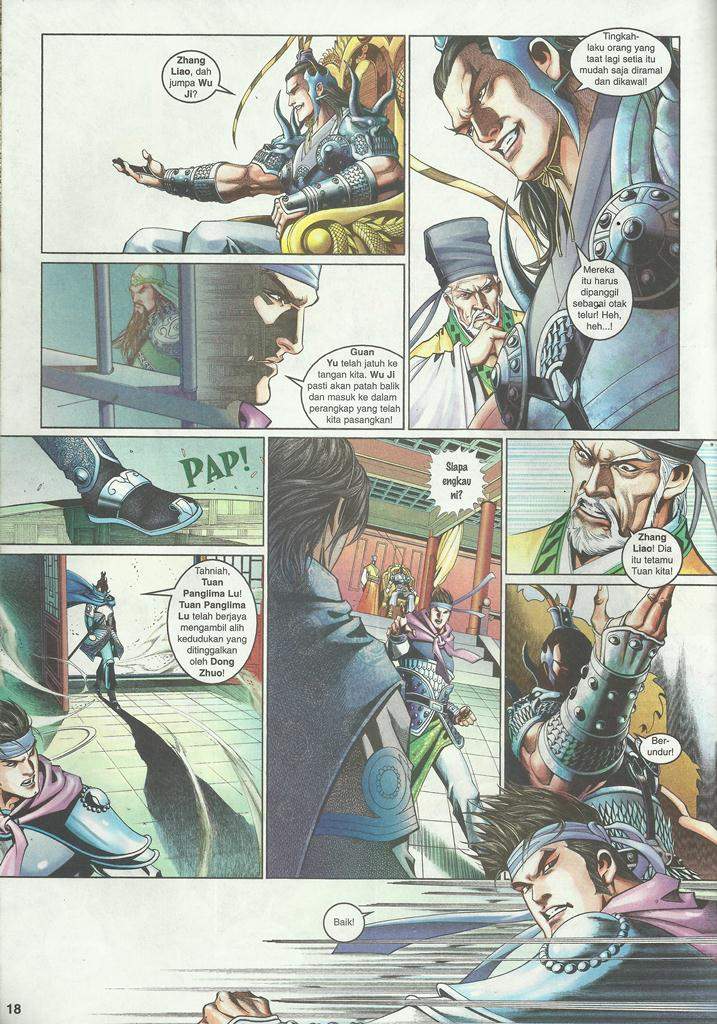 Zhang
Liao, dah
jumpa Wu
Ji?
Tingkah-
laku orang yang
taat lagi setia itu
mudah saja diramal
dan dikawal!
Mereka
itu harus
dipanggil
sebagai otak
telur! Heh,
heh...!
Guan
Yu telah jatuh ke
tangan kita. Wu Ji
pasti akan patah balik
dan masuk ke dalam
perangkap yang telah
kita pasangkan!
PAP!
Tahniah,
Tuan
Panglima Lu!
Tuan Panglima
Lu telah berjaya
mengambil alih
kedudukan yang
ditinggalkan
oleh Dong
Zhuo!
Siapa
engkau
ni?
Zhang
Liao! Dia
itu tetamu
Tuan kita!
Ber-
undur!
Baik!
18